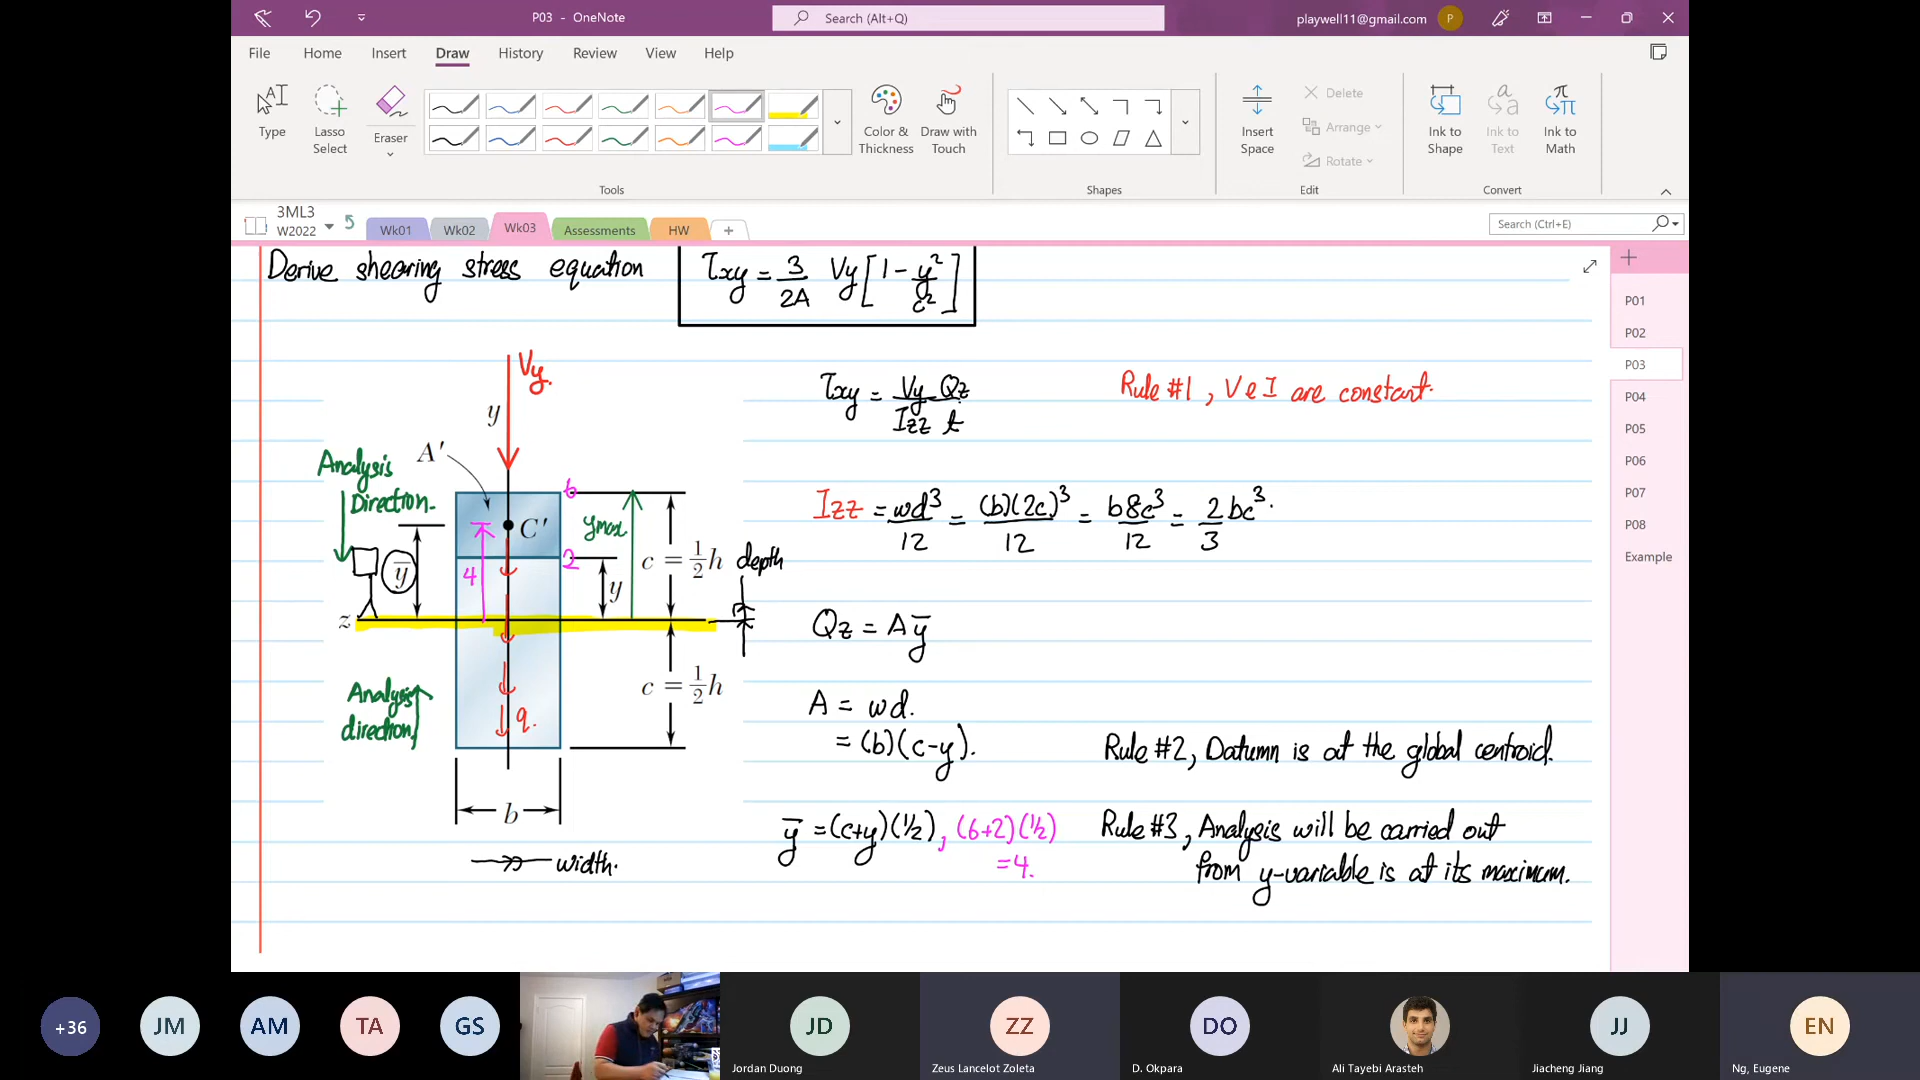 P03 - OneNote
Search (Alt+Q)
playwell11@gmail.com
P
File Home Insert Draw History Review View Help
Type
Lasso Select
Eraser
Color & Thickness
Draw with Touch
Insert Space
Delete
Arrange
Rotate
Ink to Shape
Ink to Text
Ink to Math
Tools Shapes Edit Convert
3ML3
W2022
Wk01 Wk02 Wk03 Assessments HW +
Search (Ctrl+E)
P01
P02
P03
P04
P05
P06
P07
P08
Example
Derive shearing stress equation
τxy = 3/2A Vy [1 - y²/c²]
Vy.
y
A'
C'
Analysis
Direction.
ȳ
z
4
6
2
ymax
y
c = 1/2 h
depth
c = 1/2 h
Analysis
direction
q.
b
width.
τxy = Vy Qz / Izz t
Rule #1, V e I are constant.
Izz = wd³/12 = (b)(2c)³/12 = b8c³/12 = 2/3 bc³.
Qz = Aȳ
A = wd.
= (b)(c-y).
Rule #2, Datumn is at the global centroid.
ȳ = (c+y)(1/2), (6+2)(1/2)
= 4.
Rule #3, Analysis will be carried out
from y-variable is at its maximum.
+36
JM
AM
TA
GS
JD
Jordan Duong
ZZ
Zeus Lancelot Zoleta
DO
D. Okpara
Ali Tayebi Arasteh
JJ
Jiacheng Jiang
EN
Ng, Eugene